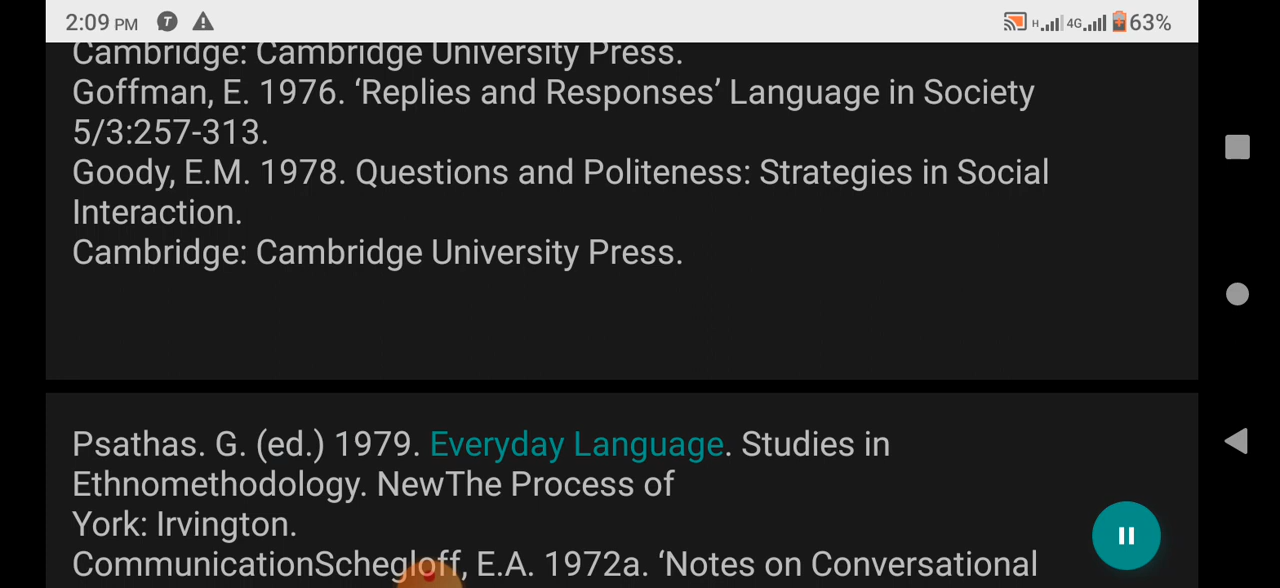 2:09 PM
H 4G 63%
Cambridge: Cambridge University Press.
Goffman, E. 1976. ‘Replies and Responses’ Language in Society
5/3:257-313.
Goody, E.M. 1978. Questions and Politeness: Strategies in Social
Interaction.
Cambridge: Cambridge University Press.
Psathas. G. (ed.) 1979. Everyday Language. Studies in
Ethnomethodology. NewThe Process of
York: Irvington.
CommunicationSchegloff, E.A. 1972a. ‘Notes on Conversational